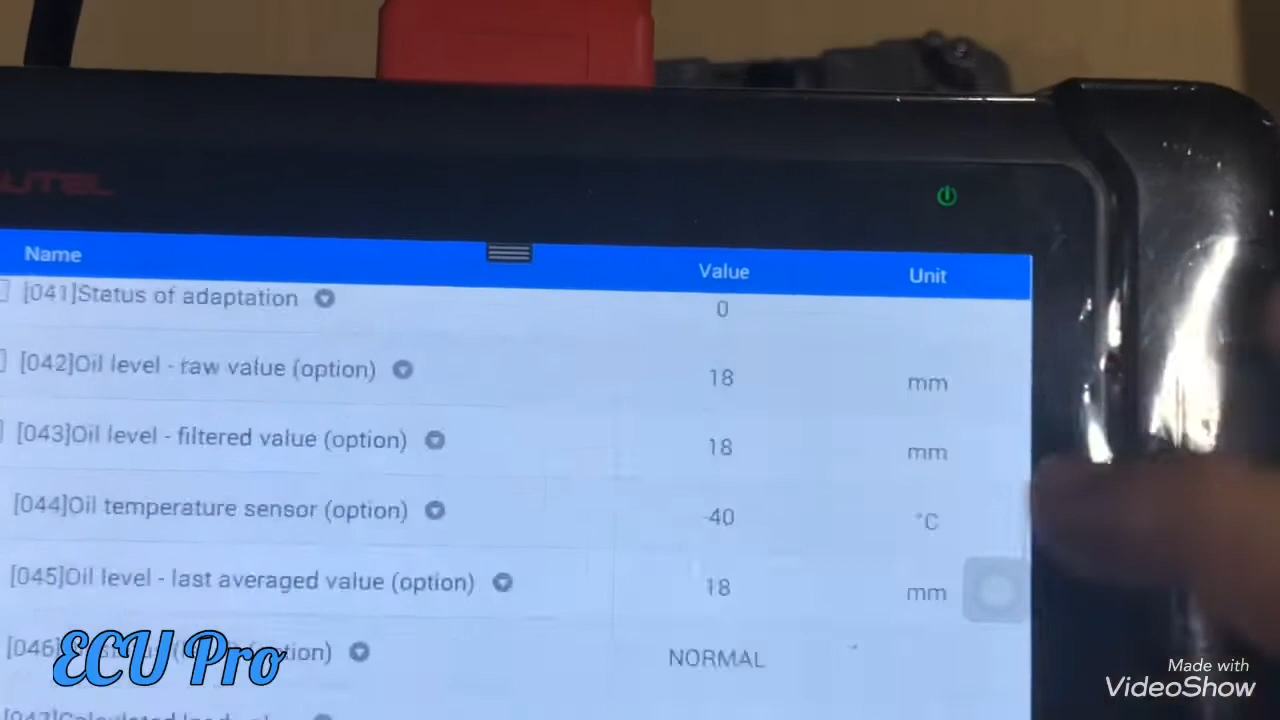 Name Value Unit
[041]Status of adaptation 0
[042]Oil level - raw value (option) 18 mm
[043]Oil level - filtered value (option) 18 mm
[044]Oil temperature sensor (option) -40 °C
[045]Oil level - last averaged value (option) 18 mm
[046] NORMAL
ECU Pro
Made with
VideoShow